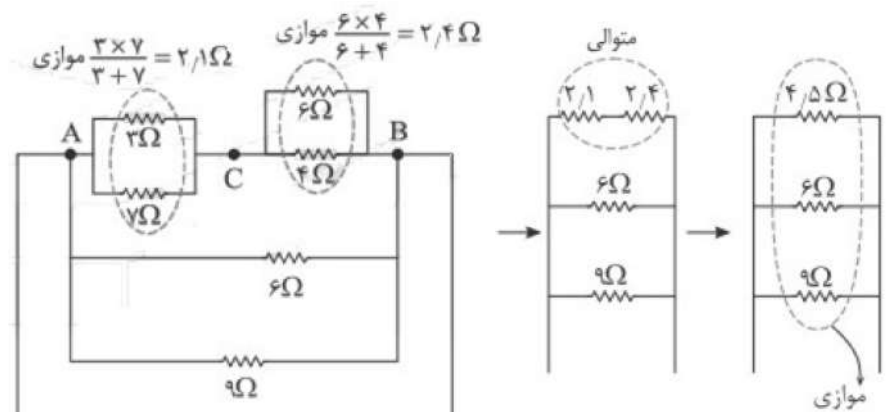 موازی ۳ × ۷ / ۳ + ۷ = ۲٫۱Ω
موازی ۶ × ۴ / ۶ + ۴ = ۲٫۴Ω
A
۳Ω
۷Ω
C
۶Ω
۴Ω
B
۶Ω
۹Ω
متوالی
۲٫۱ ۲٫۴
۶Ω
۹Ω
۴٫۵Ω
۶Ω
۹Ω
موازی